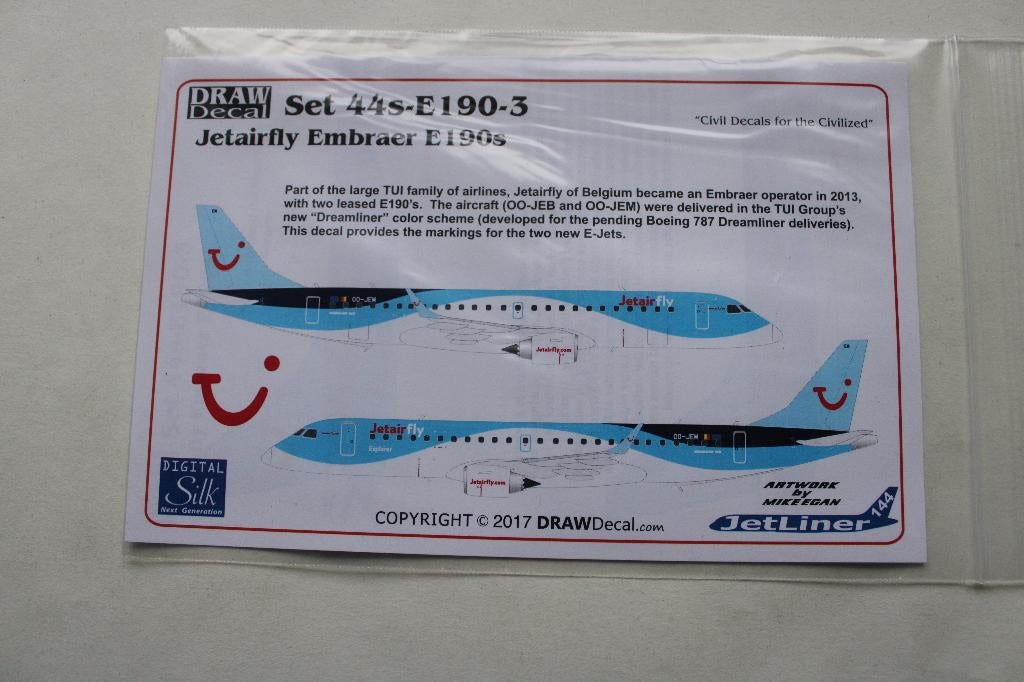 DRAW
Decal
Set 44s-E190-3
Jetairfly Embraer E190s
"Civil Decals for the Civilized"
Part of the large TUI family of airlines, Jetairfly of Belgium became an Embraer operator in 2013,
with two leased E190's. The aircraft (OO-JEB and OO-JEM) were delivered in the TUI Group's
new "Dreamliner" color scheme (developed for the pending Boeing 787 Dreamliner deliveries).
This decal provides the markings for the two new E-Jets.
OO-JEM
Jetairfly
Jetairfly.com
Jetairfly
Explorer
OO-JEM
Jetairfly.com
DIGITAL
Silk
Next Generation
ARTWORK
by
MIKE EGAN
COPYRIGHT © 2017 DRAWDecal.com
JetLiner 144